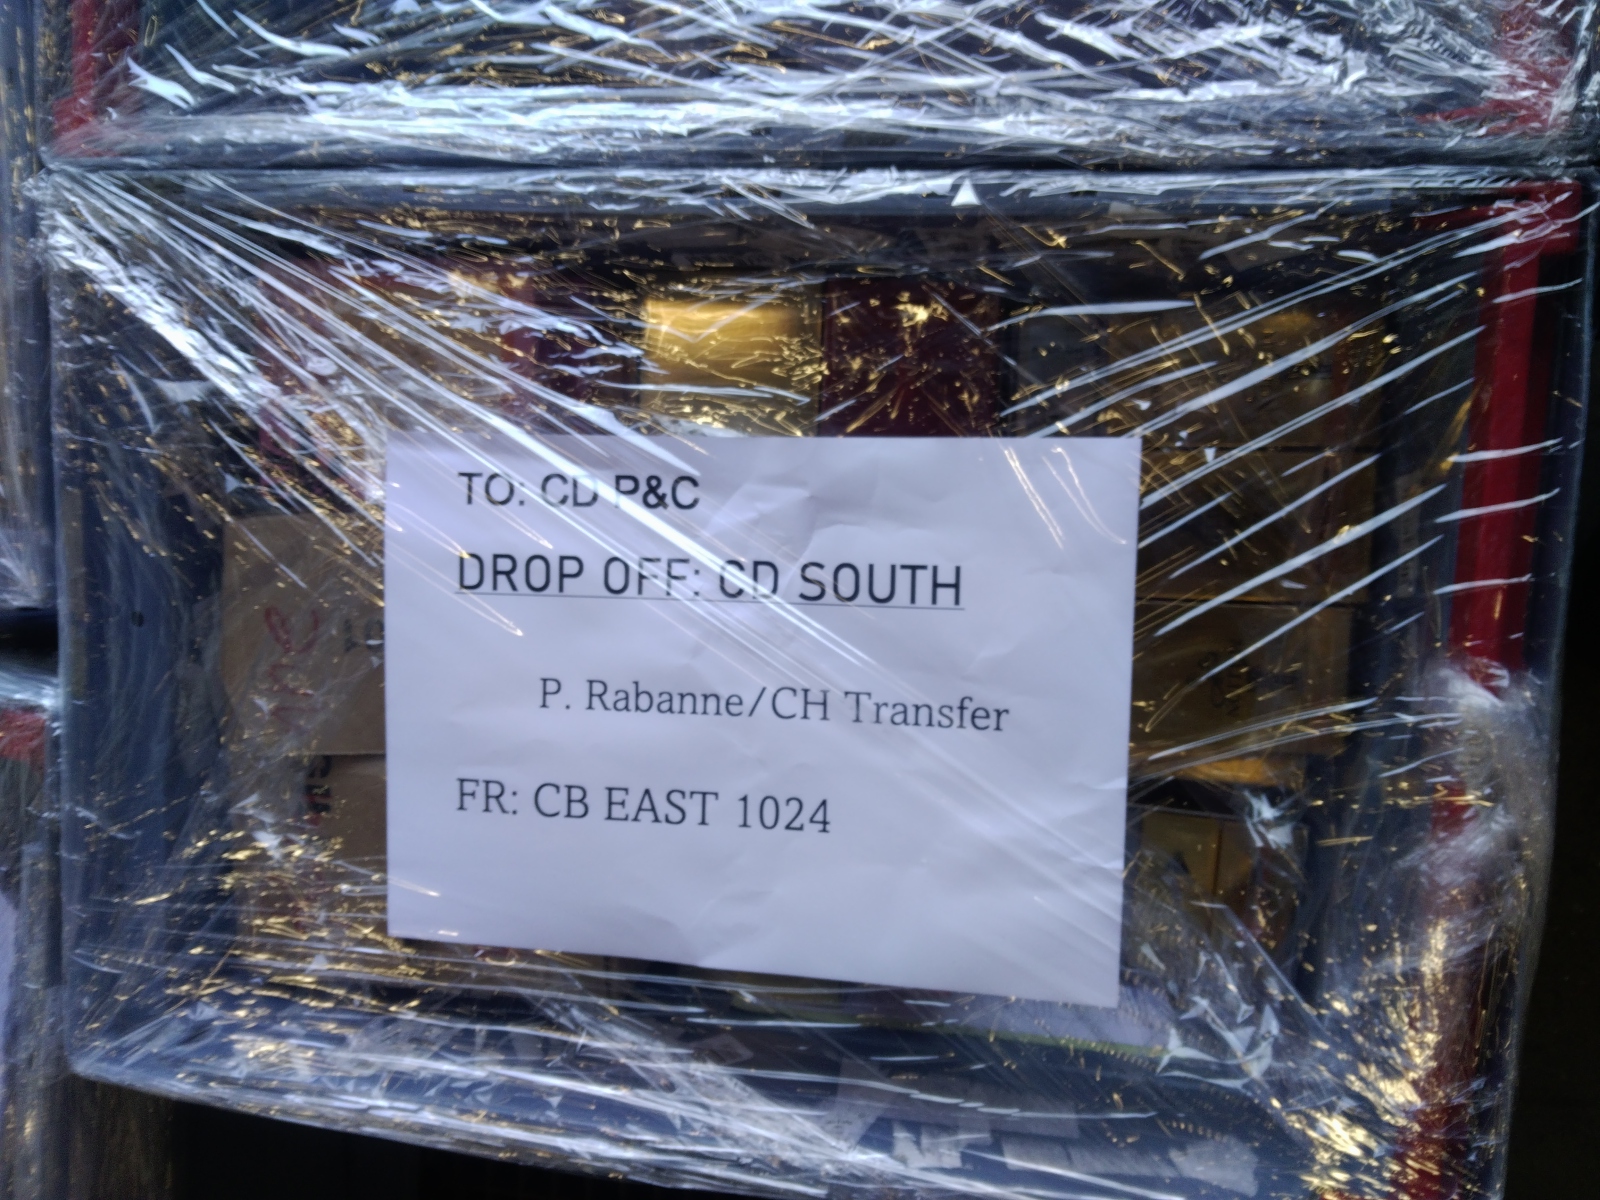 TO: CD P&C
DROP OFF: CD SOUTH
P. Rabanne/CH Transfer
FR: CB EAST 1024